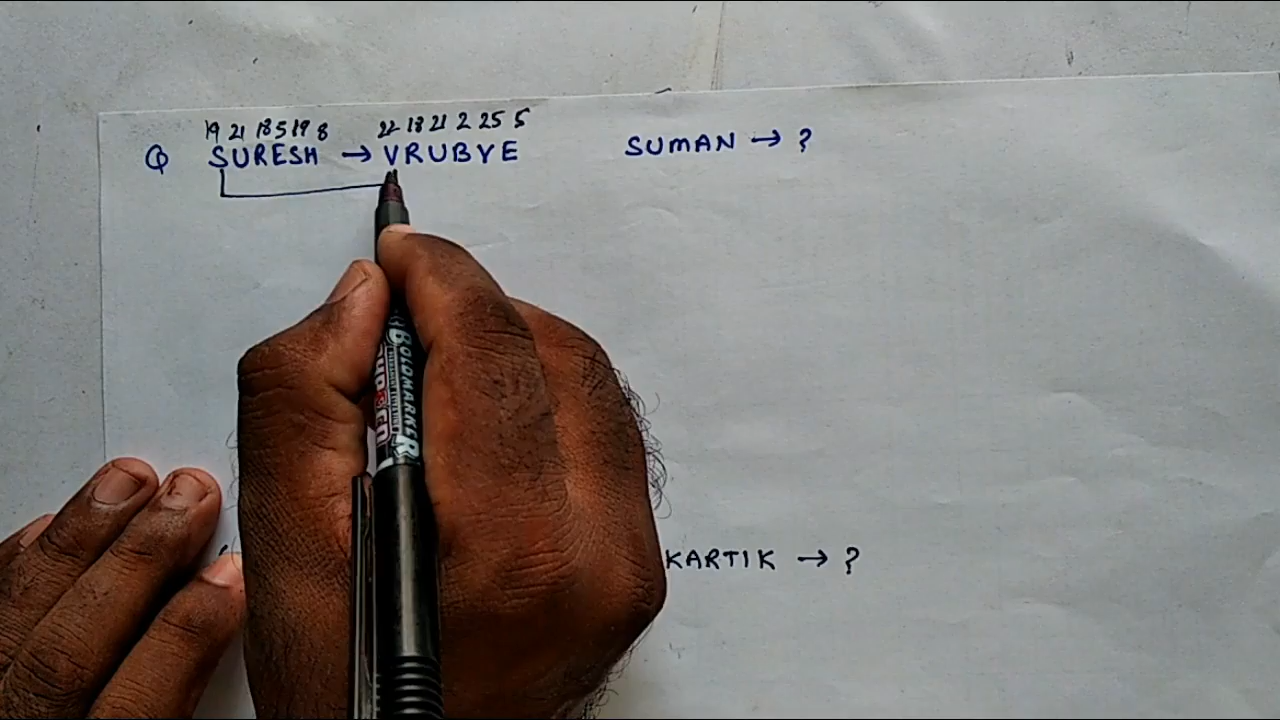 19 21 18 5 19 8 22 18 21 2 25 5
Q SURESH → VRUBYE SUMAN → ?
BOLDMARKER
KARTIK → ?